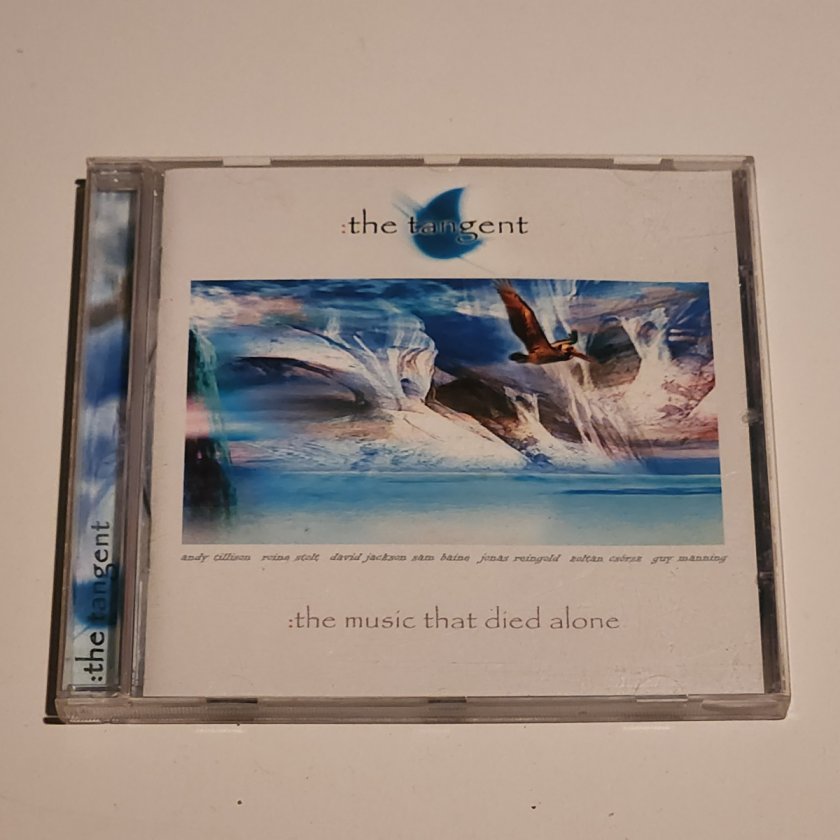 :the tangent
andy tillison roine stolt david jackson sam baine jonas reingold zoltán csörsz guy manning
:the music that died alone
:the tangent